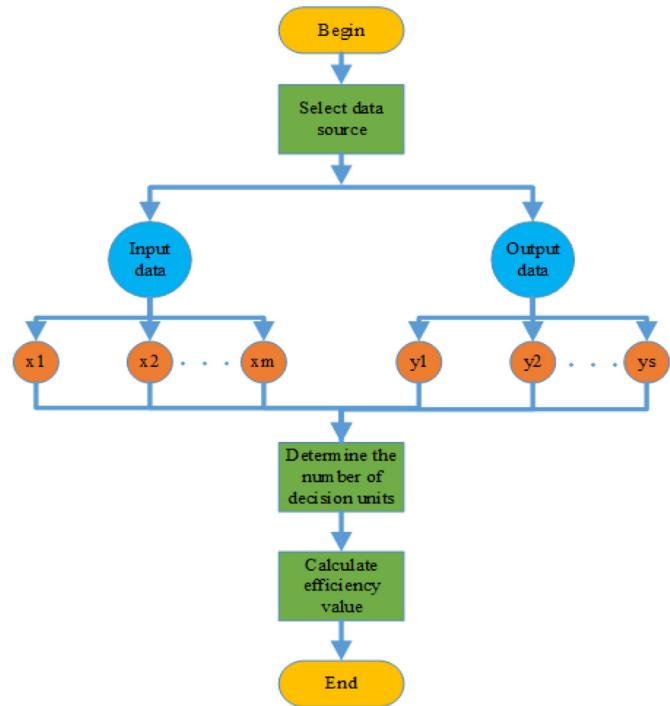 Begin
Select data
source
Input
data
Output
data
x1
x2
. . . .
xm
y1
y2
. . . .
ys
Determine the
number of
decision units
Calculate
efficiency
value
End